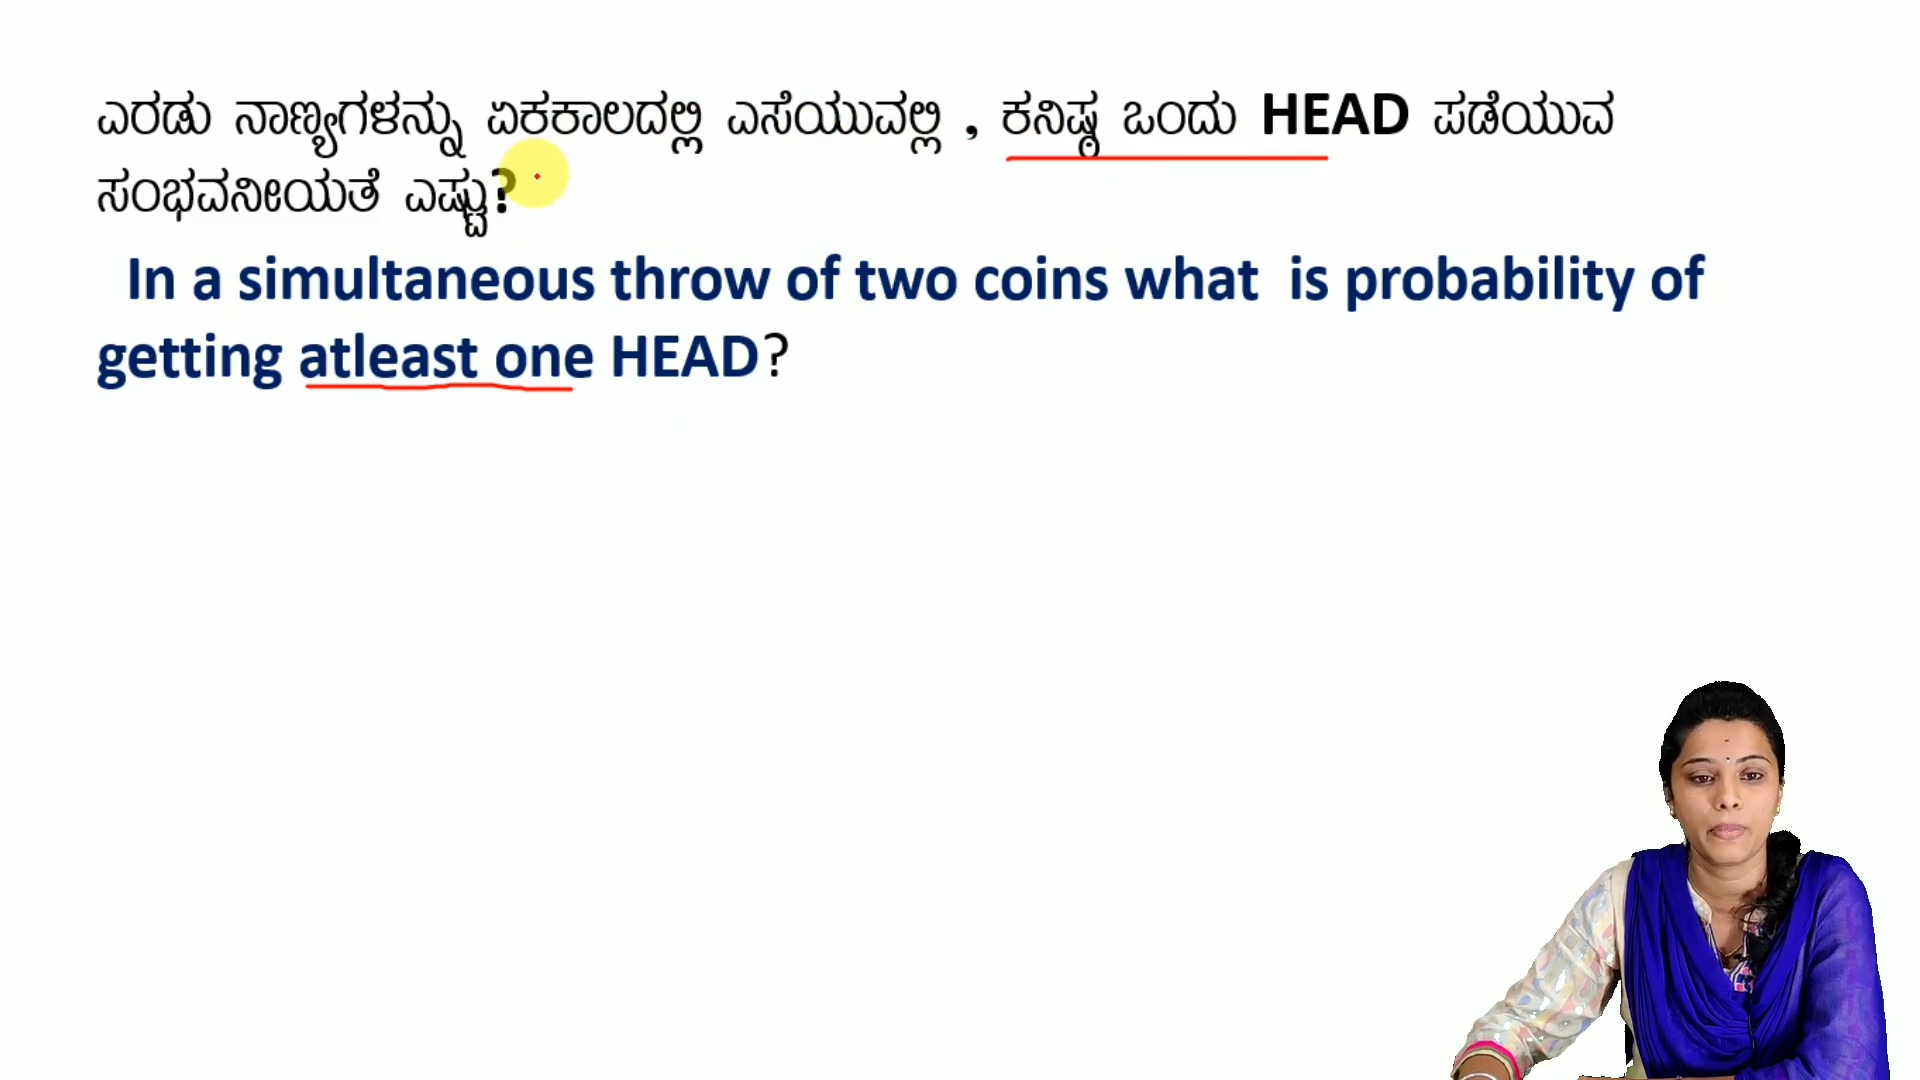 ಎರಡು ನಾಣ್ಯಗಳನ್ನು ಏಕಕಾಲದಲ್ಲಿ ಎಸೆಯುವಲ್ಲಿ , ಕನಿಷ್ಠ ಒಂದು HEAD ಪಡೆಯುವ
ಸಂಭವನೀಯತೆ ಎಷ್ಟು?
In a simultaneous throw of two coins what is probability of
getting atleast one HEAD?